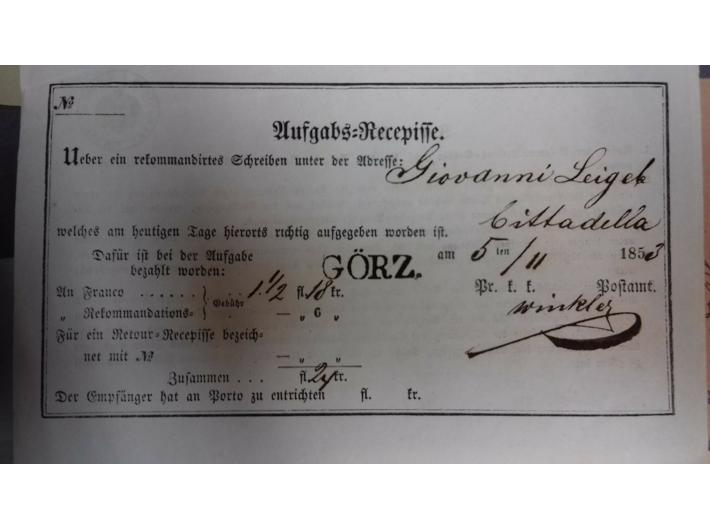 №
Aufgabs-Recepisse.
Ueber ein rekommandirtes Schreiben unter der Adresse: Giovanni
Cittadella
welches am heutigen Tage hierorts richtig aufgegeben worden ist.
Dafür ist bei der Aufgabe
bezahlt worden:
GÖRZ.
am 5 ten /11 1853
An Franco . . . . . . } Gebühr 1.1/2 fl. 18 kr.
Pr. k. k. Postamt.
„ Rekommandations- — „ 6 „
Winkler
Für ein Retour-Recepisse bezeich-
net mit № — „ „
Zusammen . . . fl. 24 kr.
Der Empfänger hat an Porto zu entrichten fl. kr.